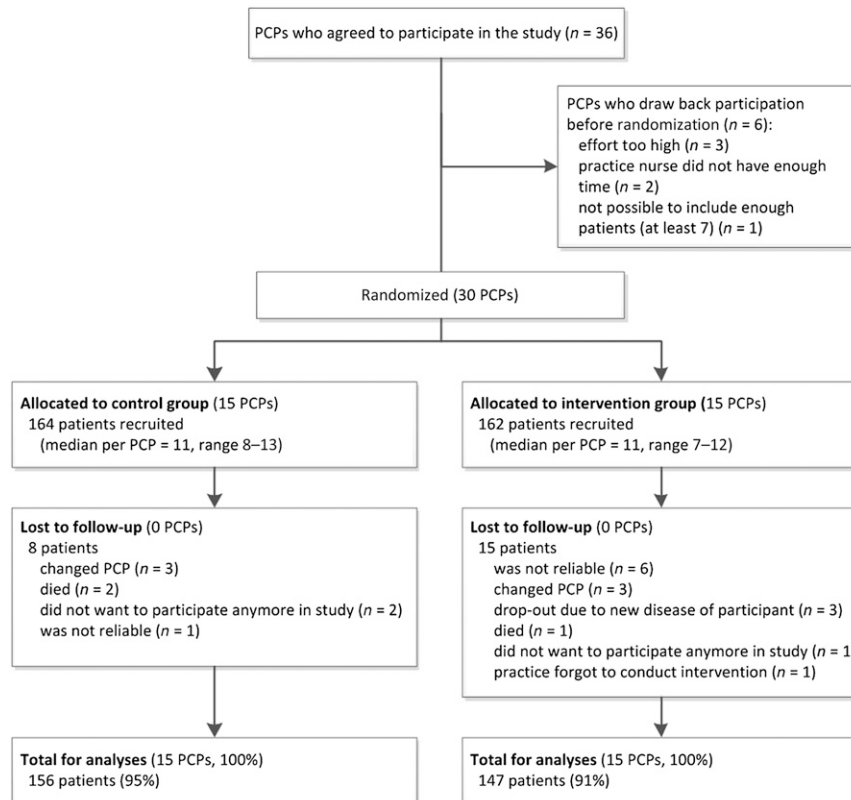 PCPs who agreed to participate in the study (n = 36)
PCPs who draw back participation
before randomization (n = 6):
effort too high (n = 3)
practice nurse did not have enough
time (n = 2)
not possible to include enough
patients (at least 7) (n = 1)
Randomized (30 PCPs)
Allocated to control group (15 PCPs)
164 patients recruited
(median per PCP = 11, range 8–13)
Allocated to intervention group (15 PCPs)
162 patients recruited
(median per PCP = 11, range 7–12)
Lost to follow-up (0 PCPs)
8 patients
changed PCP (n = 3)
died (n = 2)
did not want to participate anymore in study (n = 2)
was not reliable (n = 1)
Lost to follow-up (0 PCPs)
15 patients
was not reliable (n = 6)
changed PCP (n = 3)
drop-out due to new disease of participant (n = 3)
died (n = 1)
did not want to participate anymore in study (n = 1
practice forgot to conduct intervention (n = 1)
Total for analyses (15 PCPs, 100%)
156 patients (95%)
Total for analyses (15 PCPs, 100%)
147 patients (91%)